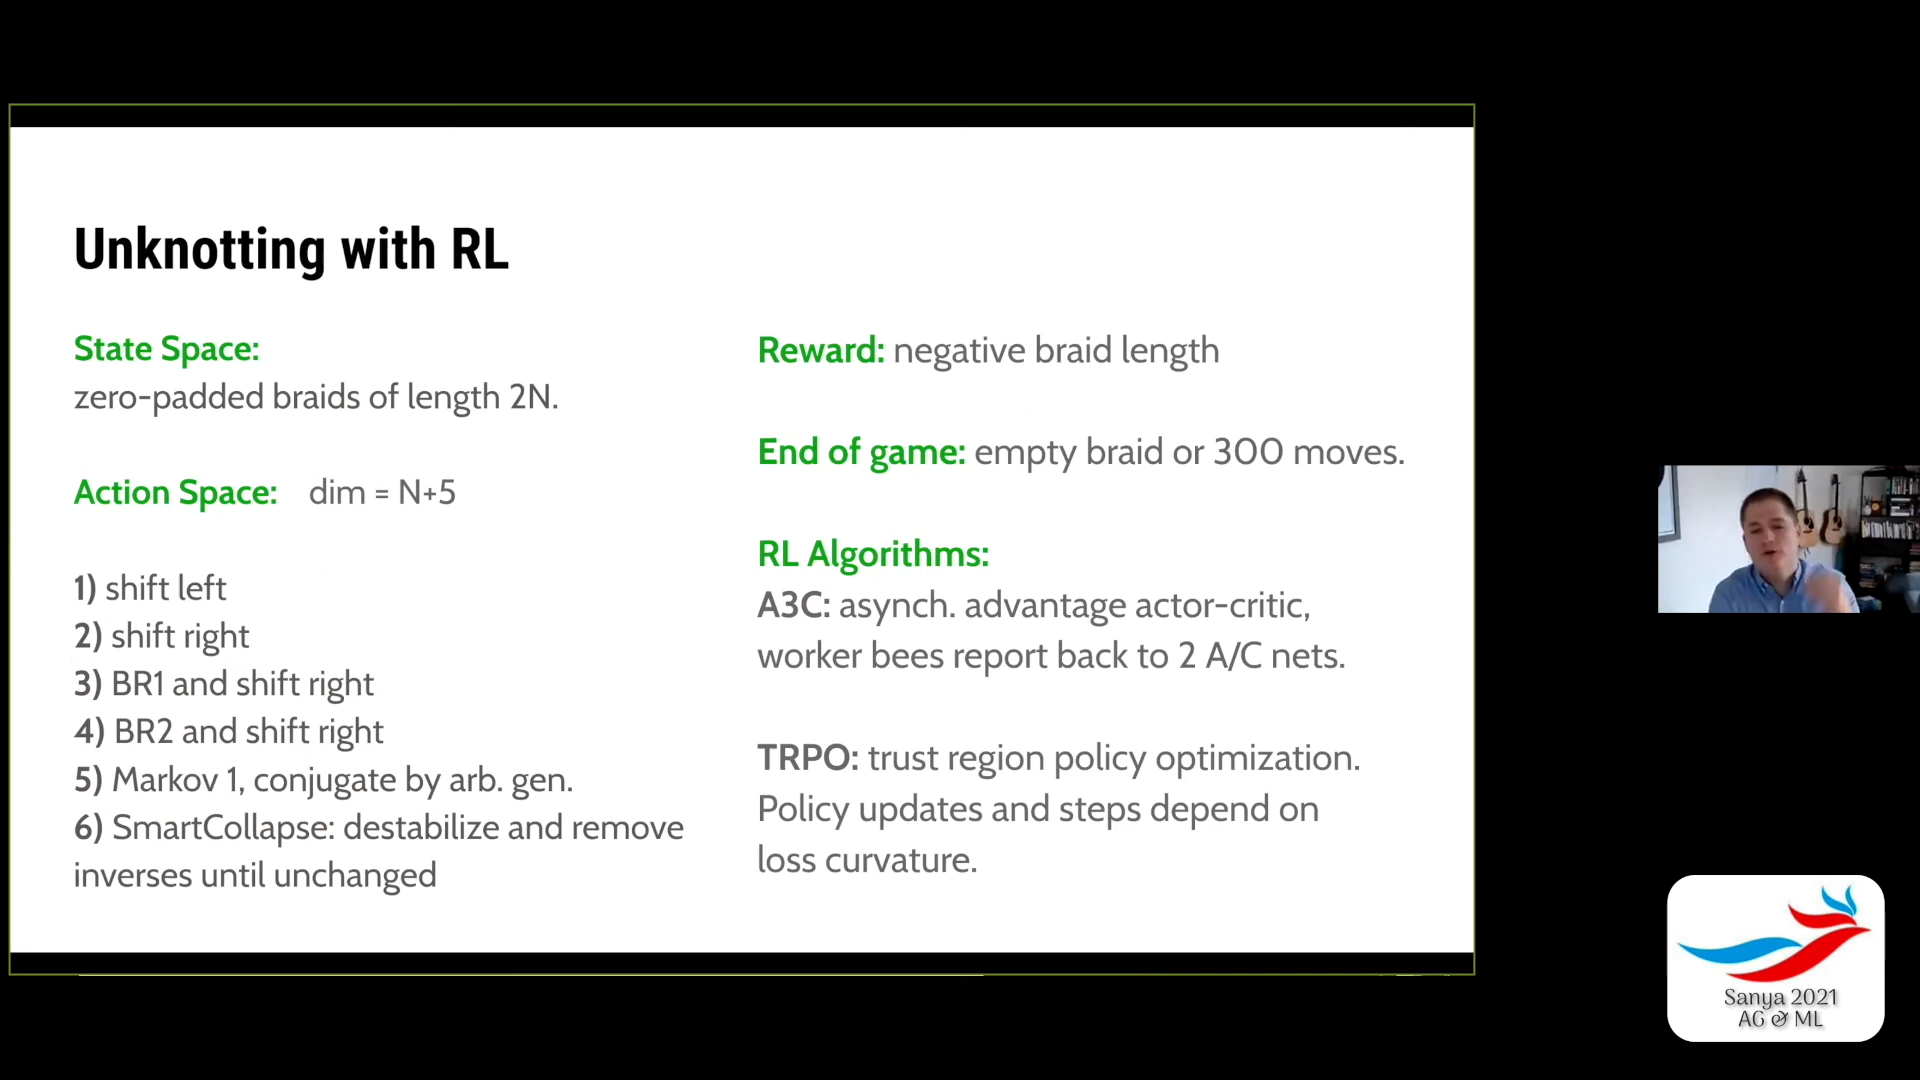 Unknotting with RL
State Space:
zero-padded braids of length 2N.
Action Space: dim = N+5
1) shift left
2) shift right
3) BR1 and shift right
4) BR2 and shift right
5) Markov 1, conjugate by arb. gen.
6) SmartCollapse: destabilize and remove
inverses until unchanged
Reward: negative braid length
End of game: empty braid or 300 moves.
RL Algorithms:
A3C: asynch. advantage actor-critic,
worker bees report back to 2 A/C nets.
TRPO: trust region policy optimization.
Policy updates and steps depend on
loss curvature.
Sanya 2021
AG & ML